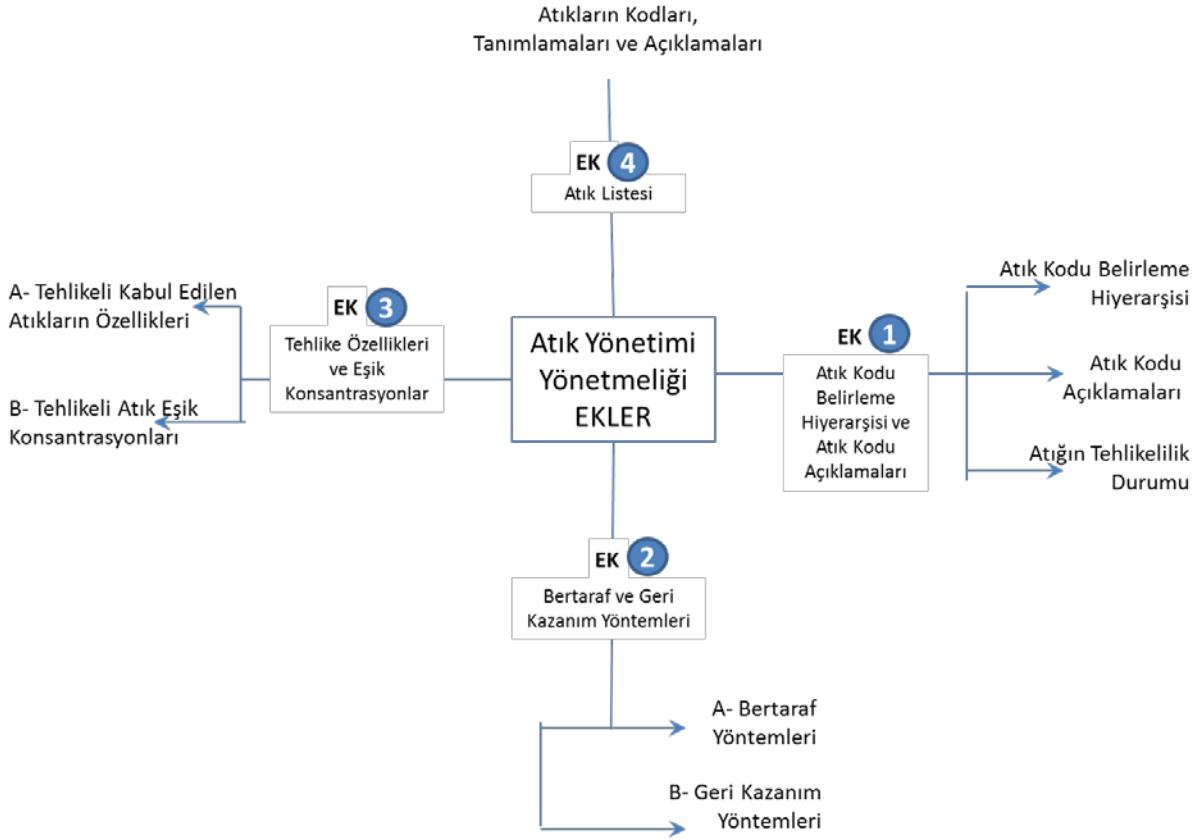 Atıkların Kodları,
Tanımlamaları ve Açıklamaları
EK 4
Atık Listesi
A- Tehlikeli Kabul Edilen
Atıkların Özellikleri
B- Tehlikeli Atık Eşik
Konsantrasyonları
EK 3
Tehlike Özellikleri
ve Eşik
Konsantrasyonlar
Atık Yönetimi
Yönetmeliği
EKLER
EK 1
Atık Kodu
Belirleme
Hiyerarşisi ve
Atık Kodu
Açıklamaları
Atık Kodu Belirleme
Hiyerarşisi
Atık Kodu
Açıklamaları
Atığın Tehlikelilik
Durumu
EK 2
Bertaraf ve Geri
Kazanım Yöntemleri
A- Bertaraf
Yöntemleri
B- Geri Kazanım
Yöntemleri